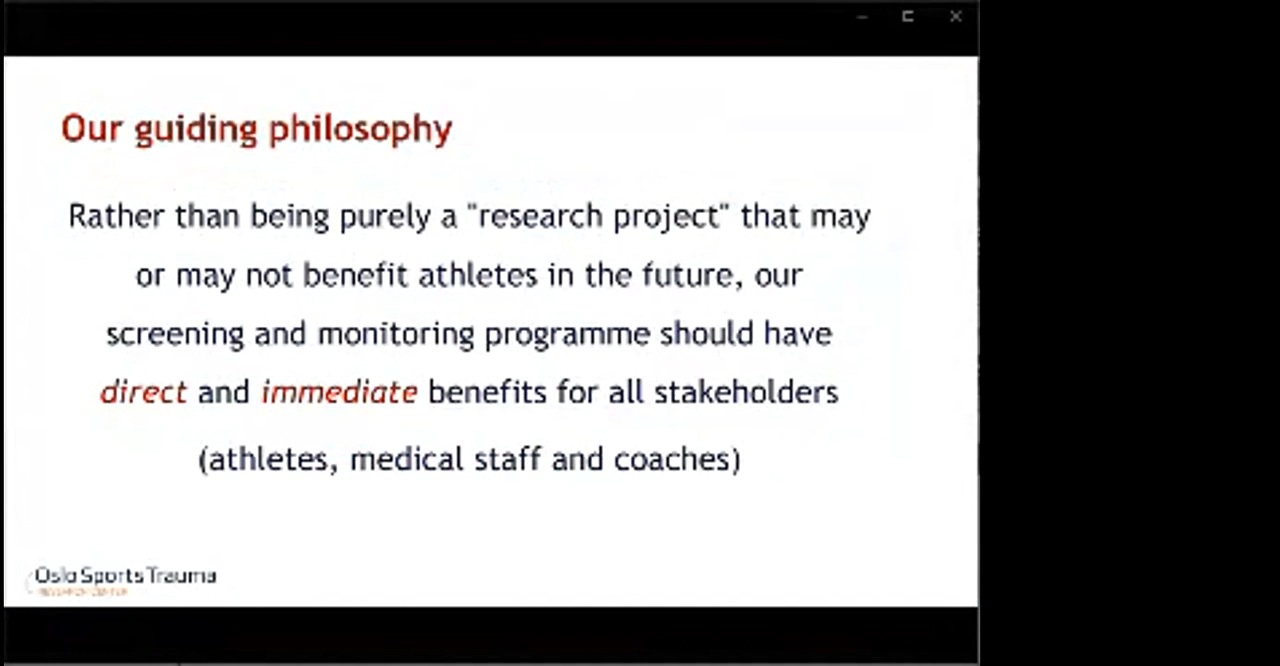 Our guiding philosophy
Rather than being purely a "research project" that may
or may not benefit athletes in the future, our
screening and monitoring programme should have
direct and immediate benefits for all stakeholders
(athletes, medical staff and coaches)
Oslo Sports Trauma
RESEARCH CENTER